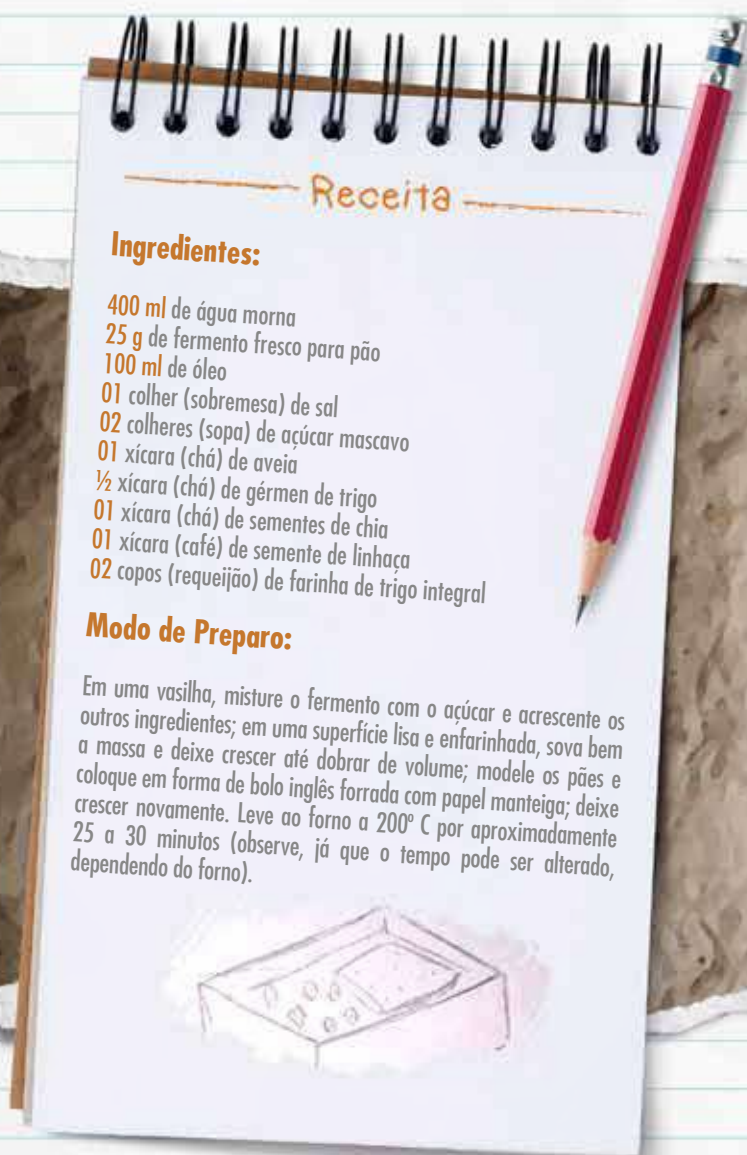 Receita
Ingredientes:
400 ml de água morna
25 g de fermento fresco para pão
100 ml de óleo
01 colher (sobremesa) de sal
02 colheres (sopa) de açúcar mascavo
01 xícara (chá) de aveia
½ xícara (chá) de gérmen de trigo
01 xícara (chá) de sementes de chia
01 xícara (café) de semente de linhaça
02 copos (requeijão) de farinha de trigo integral
Modo de Preparo:
Em uma vasilha, misture o fermento com o açúcar e acrescente os
outros ingredientes; em uma superfície lisa e enfarinhada, sova bem
a massa e deixe crescer até dobrar de volume; modele os pães e
coloque em forma de bolo inglês forrada com papel manteiga; deixe
crescer novamente. Leve ao forno a 200º C por aproximadamente
25 a 30 minutos (observe, já que o tempo pode ser alterado,
dependendo do forno).